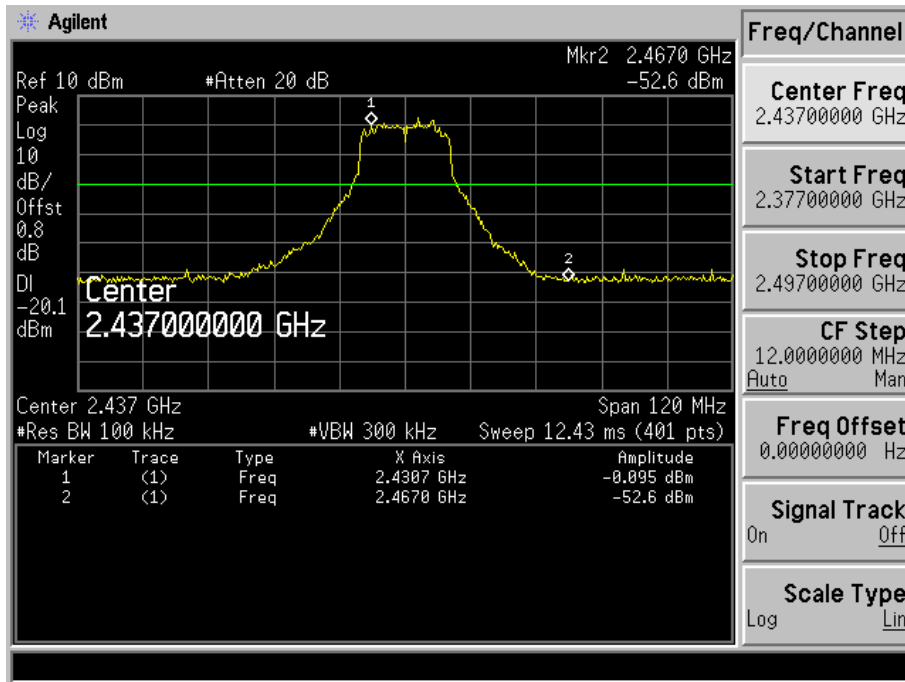 Agilent
Freq/Channel
Mkr2 2.4670 GHz
Ref 10 dBm #Atten 20 dB -52.6 dBm
Peak
Log
10
dB/
Offst
0.8
dB
DI
-20.1
dBm
1
2
Center
2.437000000 GHz
Center 2.437 GHz Span 120 MHz
#Res BW 100 kHz #VBW 300 kHz Sweep 12.43 ms (401 pts)
Marker Trace Type X Axis Amplitude
1 (1) Freq 2.4307 GHz -0.095 dBm
2 (1) Freq 2.4670 GHz -52.6 dBm
Center Freq
2.43700000 GHz
Start Freq
2.37700000 GHz
Stop Freq
2.49700000 GHz
CF Step
12.0000000 MHz
Auto Man
Freq Offset
0.00000000 Hz
Signal Track
On Off
Scale Type
Log Lin